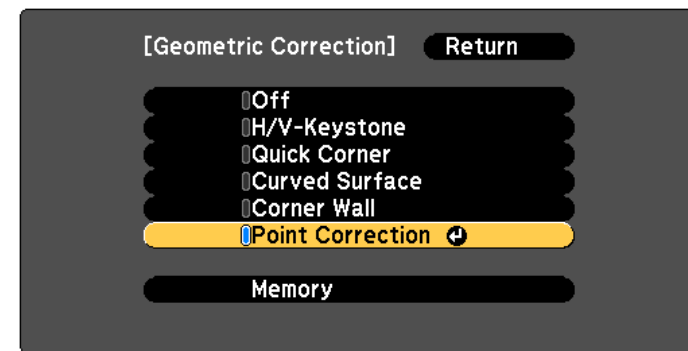 [Geometric Correction] Return
Off
H/V-Keystone
Quick Corner
Curved Surface
Corner Wall
Point Correction
Memory